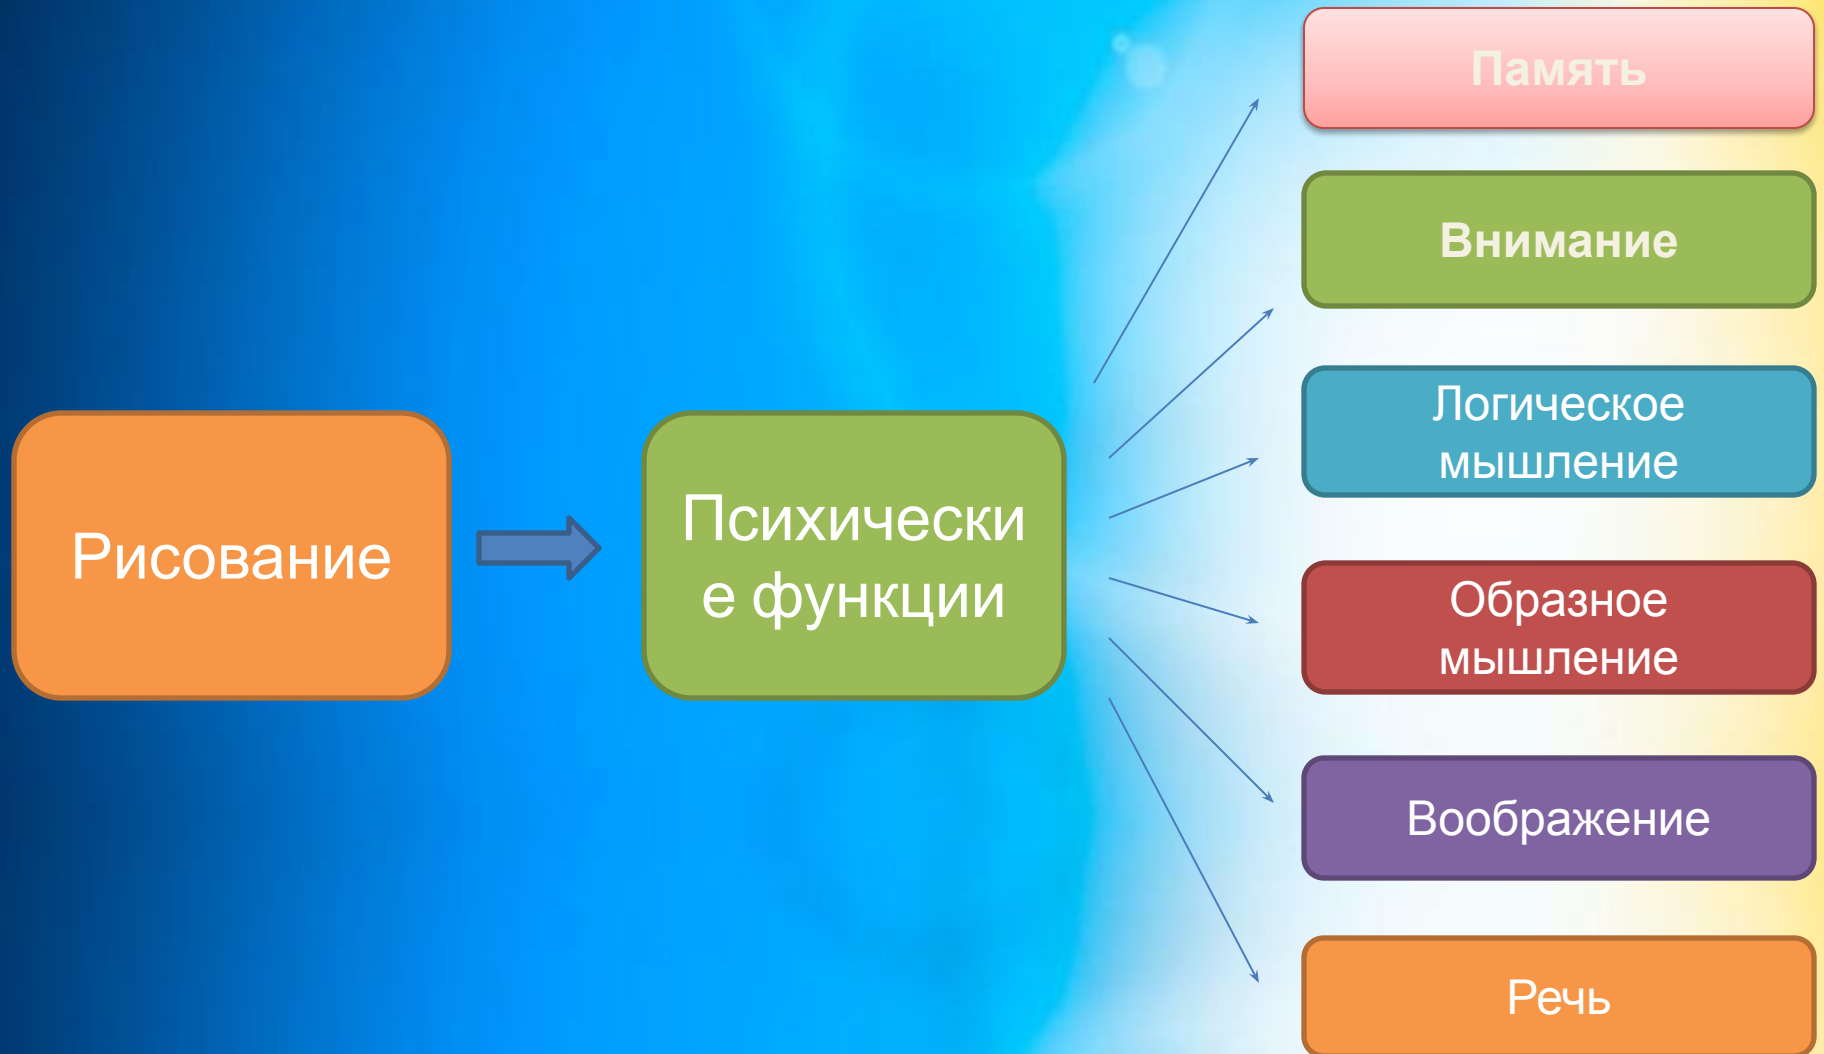 Рисование
Психически
е функции
Память
Внимание
Логическое
мышление
Образное
мышление
Воображение
Речь